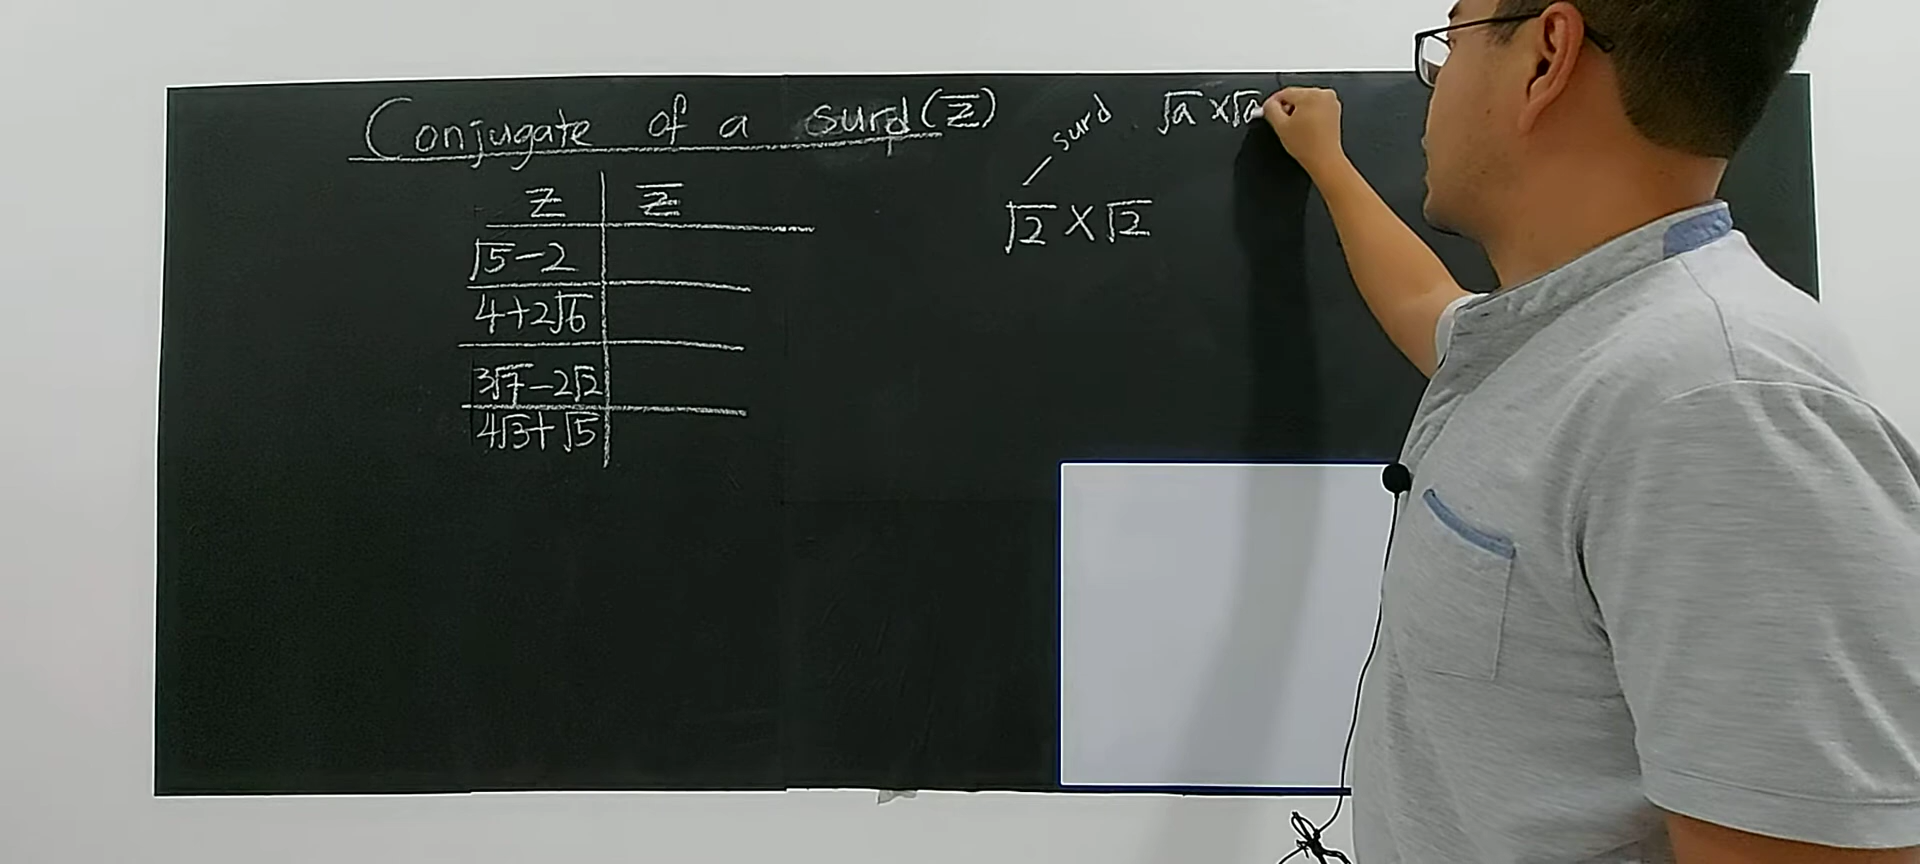 Conjugate of a surd (z̅)
z z̅
√5 - 2
4 + 2√6
3√7 - 2√2
4√3 + √5
surd
√2 × √2
√a × √a